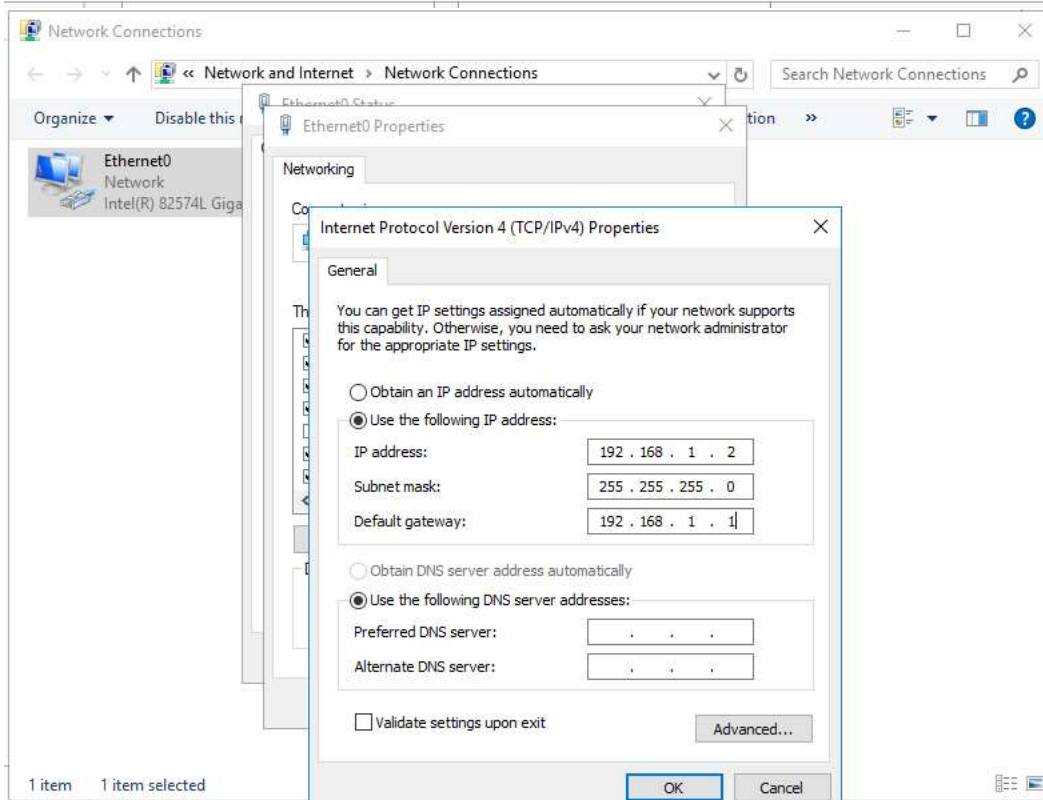 Network Connections
« Network and Internet › Network Connections
Search Network Connections
Organize
Disable this
»
Ethernet0 Status
Ethernet0 Properties
Ethernet0
Network
Intel(R) 82574L Giga
Networking
Internet Protocol Version 4 (TCP/IPv4) Properties
General
You can get IP settings assigned automatically if your network supports
this capability. Otherwise, you need to ask your network administrator
for the appropriate IP settings.
Obtain an IP address automatically
Use the following IP address:
IP address: 192 . 168 . 1 . 2
Subnet mask: 255 . 255 . 255 . 0
Default gateway: 192 . 168 . 1 . 1
Obtain DNS server address automatically
Use the following DNS server addresses:
Preferred DNS server: . . .
Alternate DNS server: . . .
Validate settings upon exit
Advanced...
OK Cancel
1 item 1 item selected